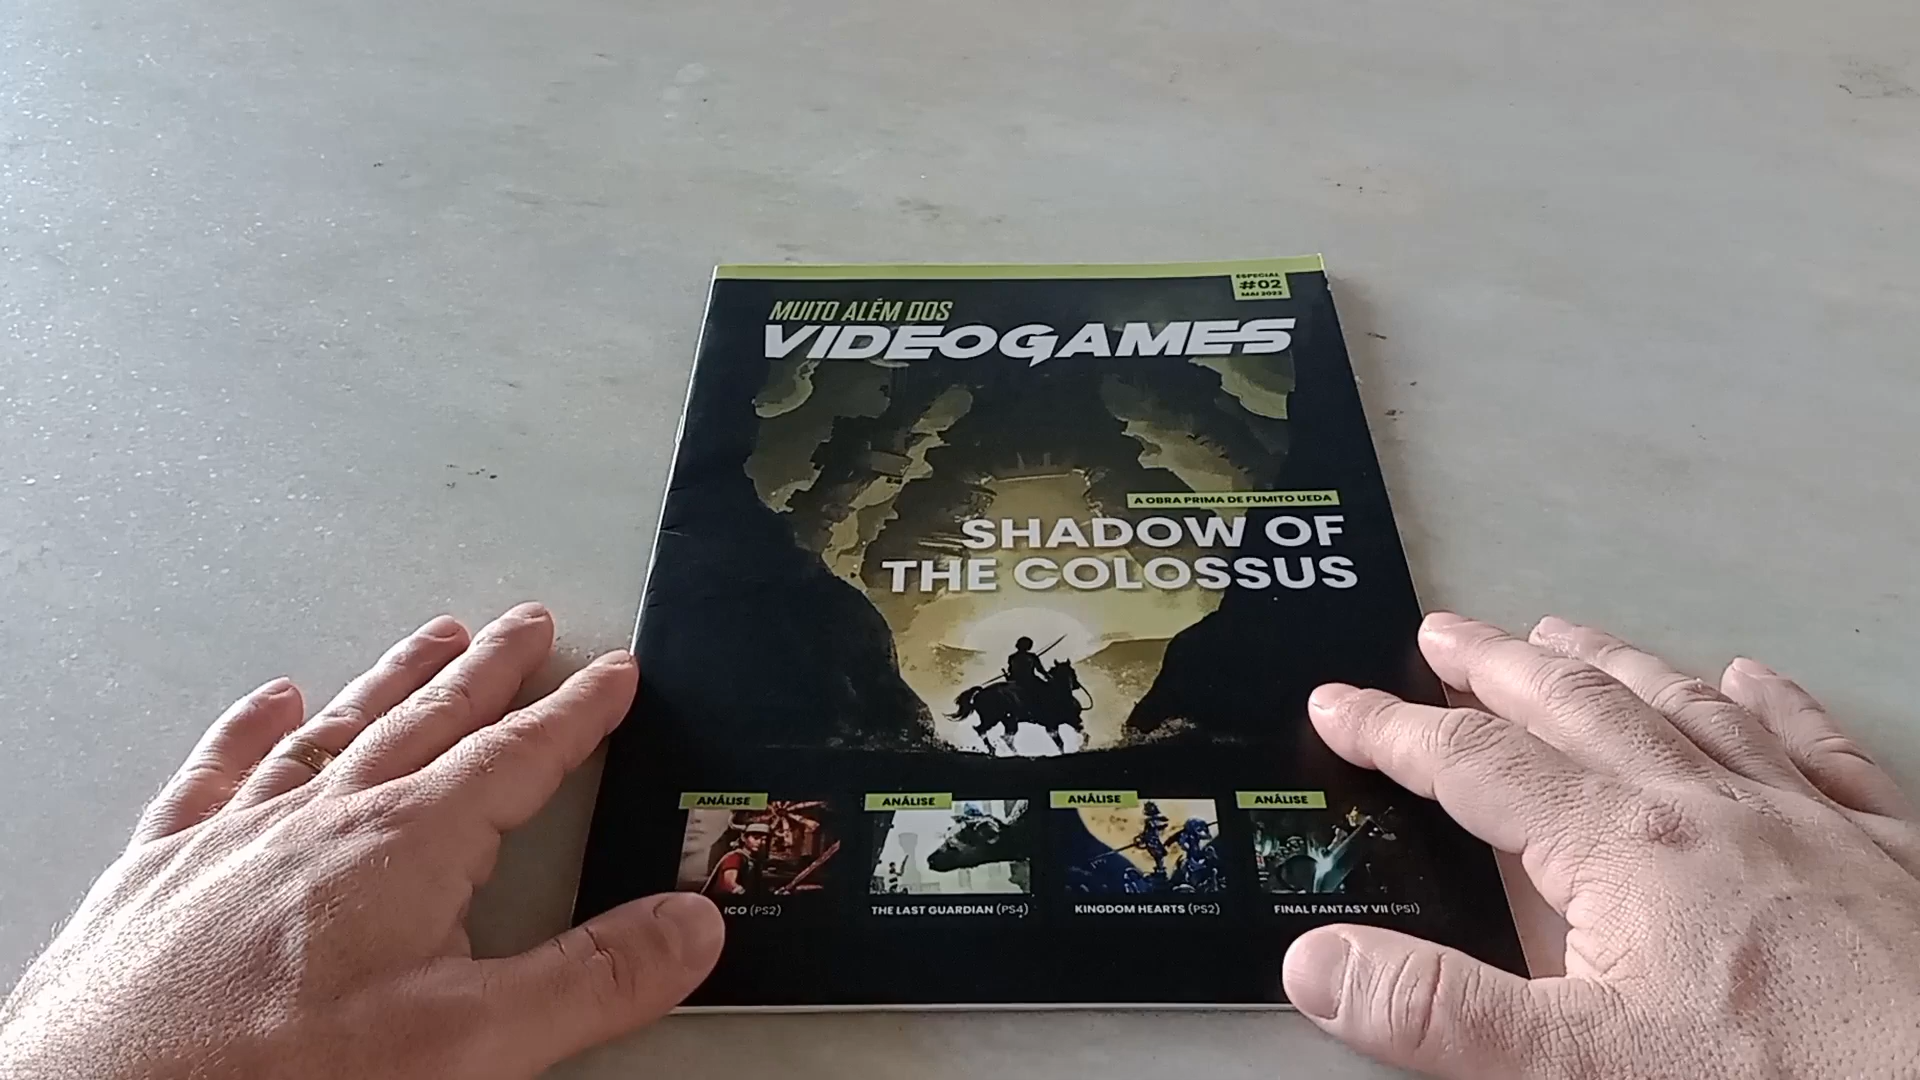 ESPECIAL
#02
MAI 2022
MUITO ALÉM DOS
VIDEOGAMES
A OBRA PRIMA DE FUMITO UEDA
SHADOW OF
THE COLOSSUS
ANÁLISE
ICO (PS2)
ANÁLISE
THE LAST GUARDIAN (PS4)
ANÁLISE
KINGDOM HEARTS (PS2)
ANÁLISE
FINAL FANTASY VII (PS1)